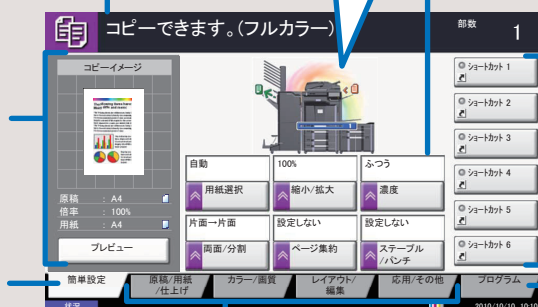 コピーできます。(フルカラー)
部数 1
コピーイメージ
原稿 : A4
倍率 : 100%
用紙 : A4
プレビュー
自動
用紙選択
100%
縮小/拡大
ふつう
濃度
片面→片面
両面/分割
設定しない
ページ集約
設定しない
ステープル
/パンチ
ショートカット 1
ショートカット 2
ショートカット 3
ショートカット 4
ショートカット 5
ショートカット 6
簡単設定
原稿/用紙
/仕上げ
カラー/画質
レイアウト/
編集
応用/その他
プログラム
状況
2010/10/10 10:10